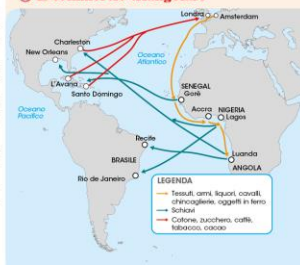 Londra
Amsterdam
Charleston
New Orleans
Oceano
Atlantico
L'Avana
Santo Domingo
SENEGAL
Gorè
Accra
NIGERIA
Lagos
Oceano
Pacifico
Recife
Luanda
BRASILE
ANGOLA
Rio de Janeiro
LEGENDA
Tessuti, armi, liquori, cavalli,
chincaglierie, oggetti in ferro
Schiavi
Cotone, zucchero, caffè,
tabacco, cacao